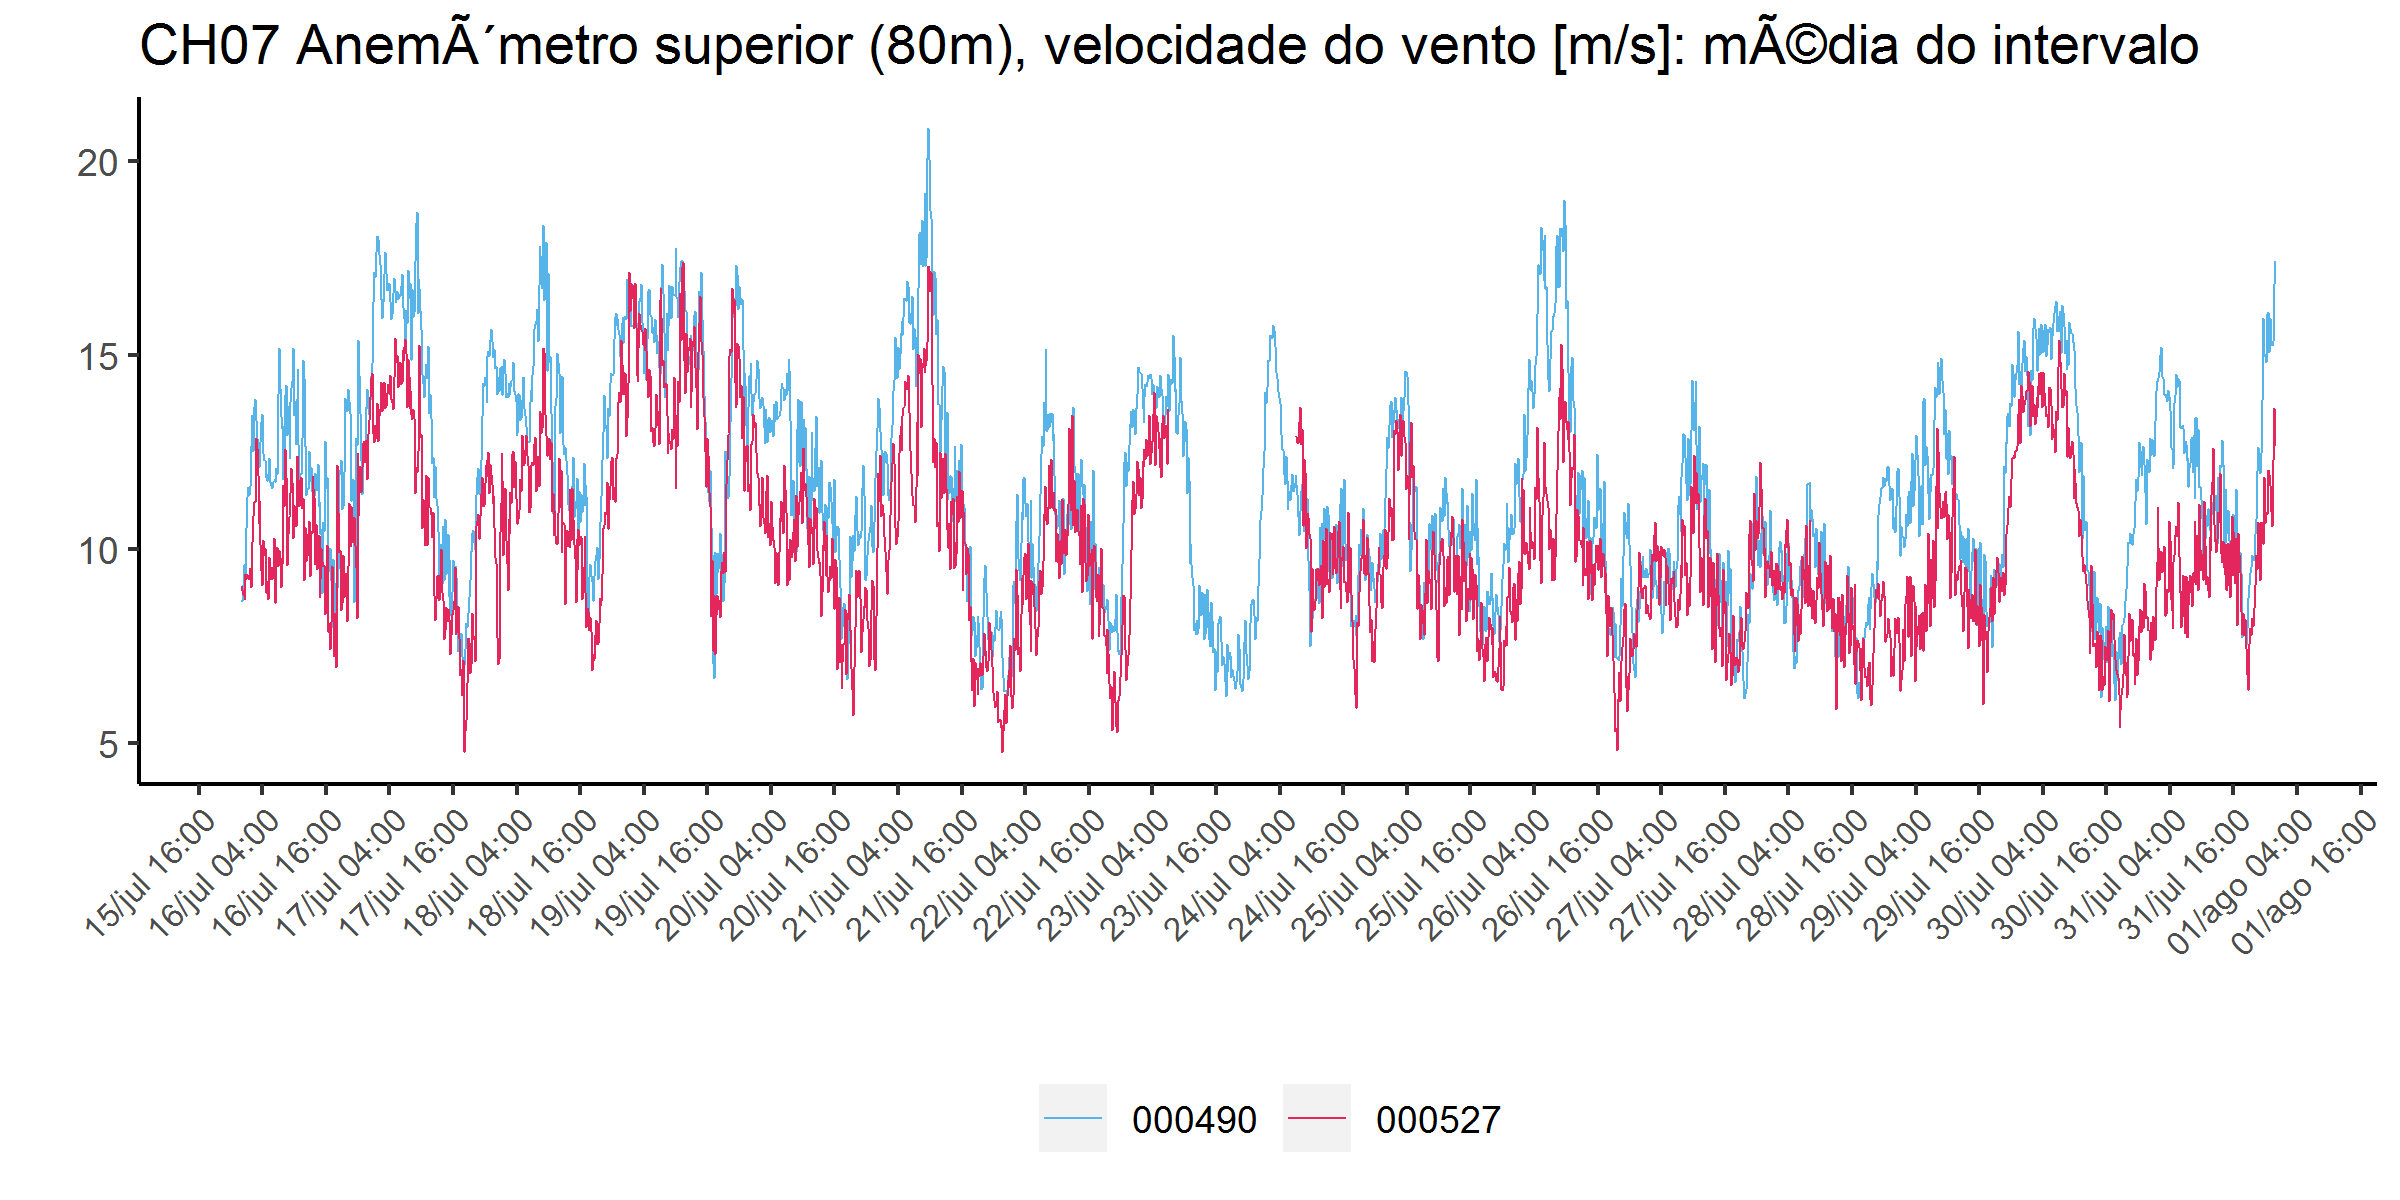 CH07 AnemÃ´metro superior (80m), velocidade do vento [m/s]: mÃ©dia do intervalo
20
15
10
5
15/jul 16:00
16/jul 04:00
16/jul 16:00
17/jul 04:00
17/jul 16:00
18/jul 04:00
18/jul 16:00
19/jul 04:00
19/jul 16:00
20/jul 04:00
20/jul 16:00
21/jul 04:00
21/jul 16:00
22/jul 04:00
22/jul 16:00
23/jul 04:00
23/jul 16:00
24/jul 04:00
24/jul 16:00
25/jul 04:00
25/jul 16:00
26/jul 04:00
26/jul 16:00
27/jul 04:00
27/jul 16:00
28/jul 04:00
28/jul 16:00
29/jul 04:00
29/jul 16:00
30/jul 04:00
30/jul 16:00
31/jul 04:00
31/jul 16:00
01/ago 04:00
01/ago 16:00
000490
000527